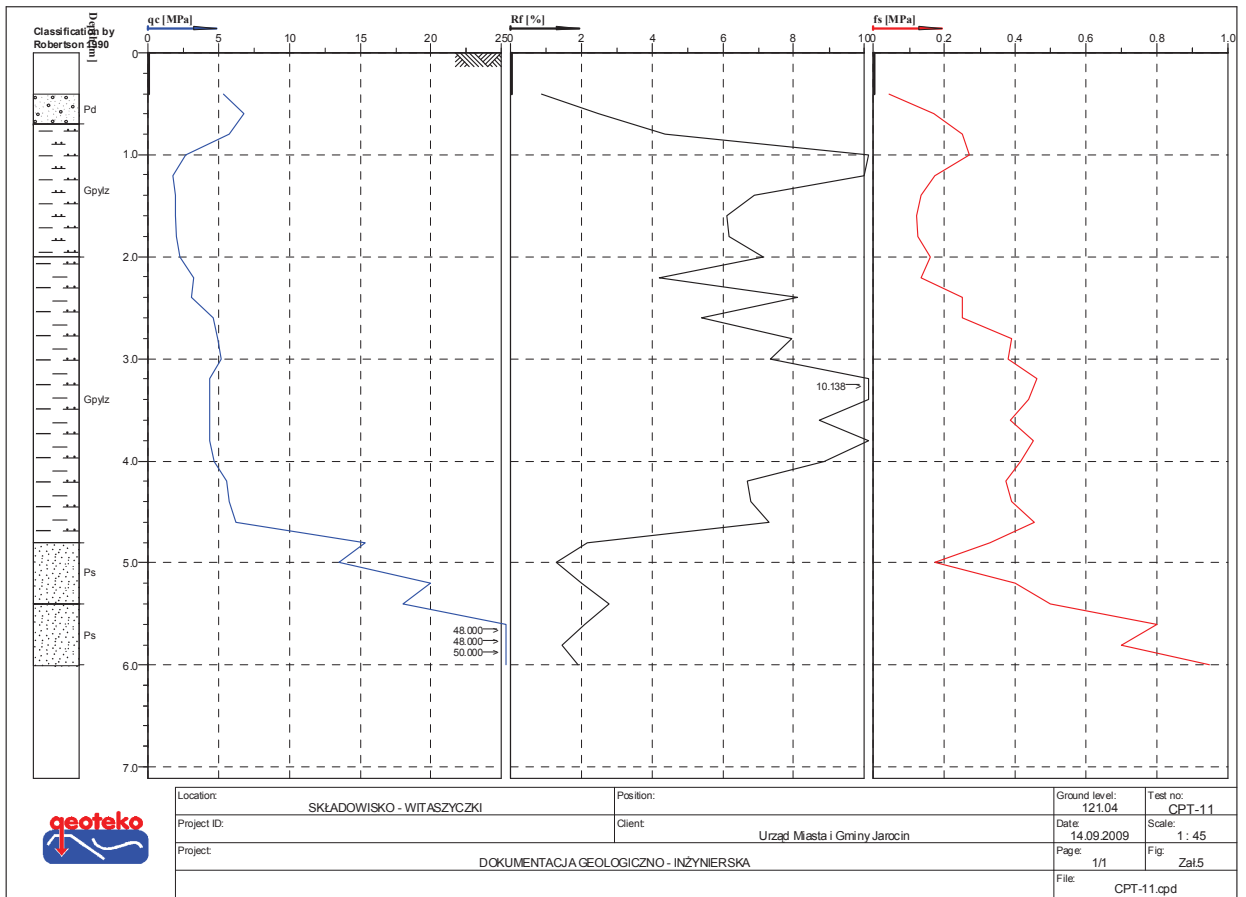 Classification by
Robertson 1990
Depth [m]
qc [MPa]
Rf [%]
fs [MPa]
0 5 10 15 20 25
0 2 4 6 8 10
0 0.2 0.4 0.6 0.8 1.0
0
1.0
2.0
3.0
4.0
5.0
6.0
7.0
Pd
Gpylz
Gpylz
Ps
Ps
10.138
48.000
48.000
50.000
geoteko
Location:
SKŁADOWISKO - WITASZYCZKI
Position:
Ground level:
121.04
Test no:
CPT-11
Project ID:
Client:
Urząd Miasta i Gminy Jarocin
Date:
14.09.2009
Scale:
1 : 45
Project:
DOKUMENTACJA GEOLOGICZNO - INŻYNIERSKA
Page:
1/1
Fig:
Zał.5
File:
CPT-11.cpd